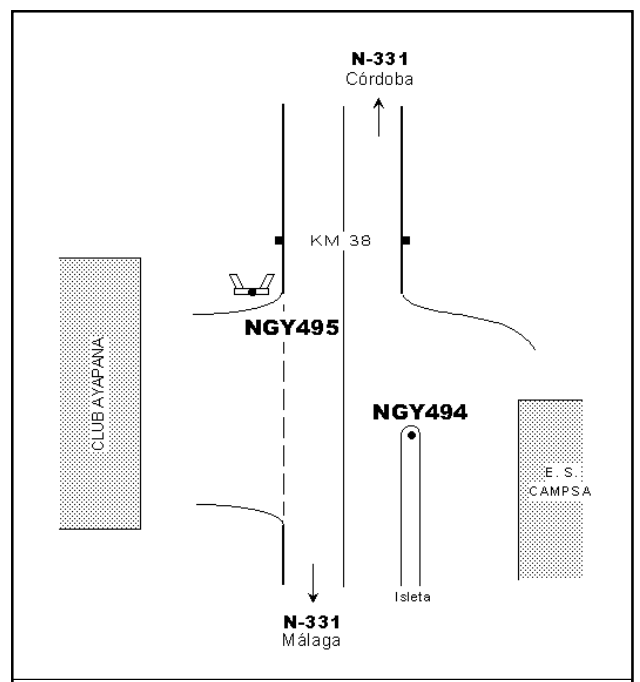 N-331
Córdoba
KM 38
NGY495
CLUB AYAPANA
NGY494
E. S.
CAMPSA
Isleta
N-331
Málaga